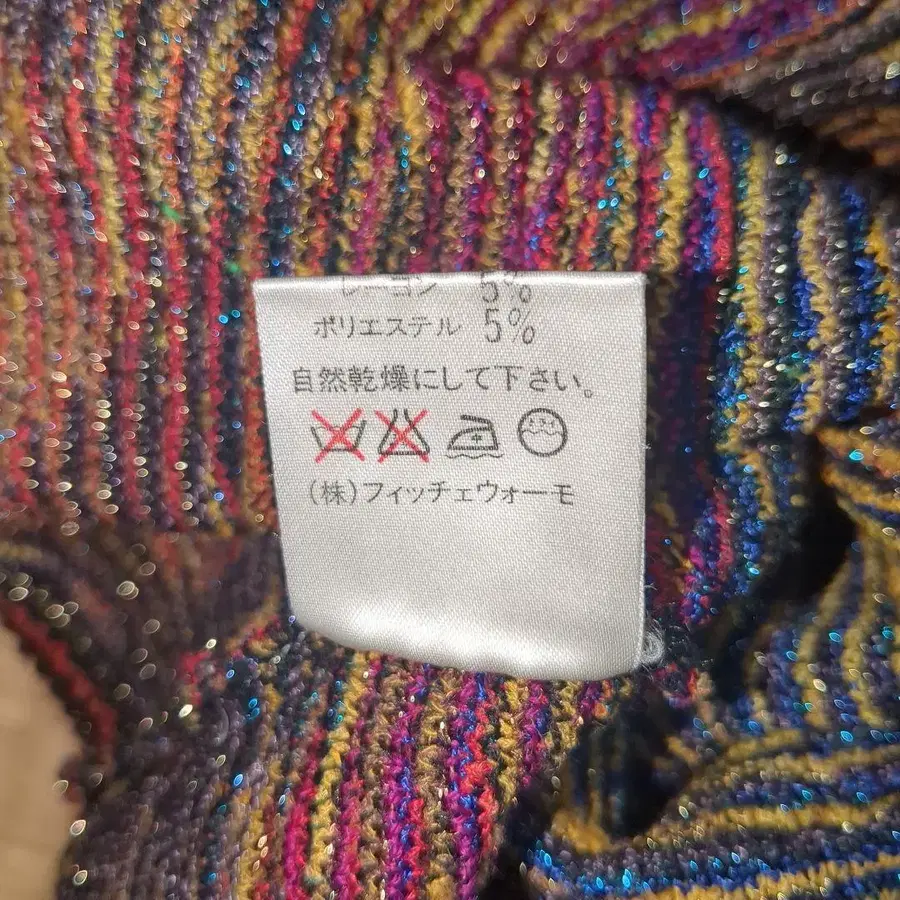 レーヨン 5%
ポリエステル 5%
自然乾燥にして下さい。
(株)フィッチェウォーモ